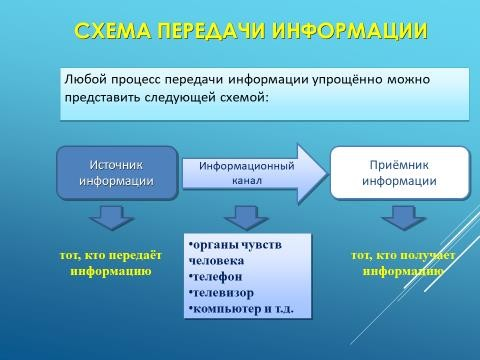 СХЕМА ПЕРЕДАЧИ ИНФОРМАЦИИ
Любой процесс передачи информации упрощённо можно
представить следующей схемой:
Источник
информации
Информационный
канал
Приёмник
информации
тот, кто передаёт
информацию
•органы чувств
человека
•телефон
•телевизор
•компьютер и т.д.
тот, кто получает
информацию